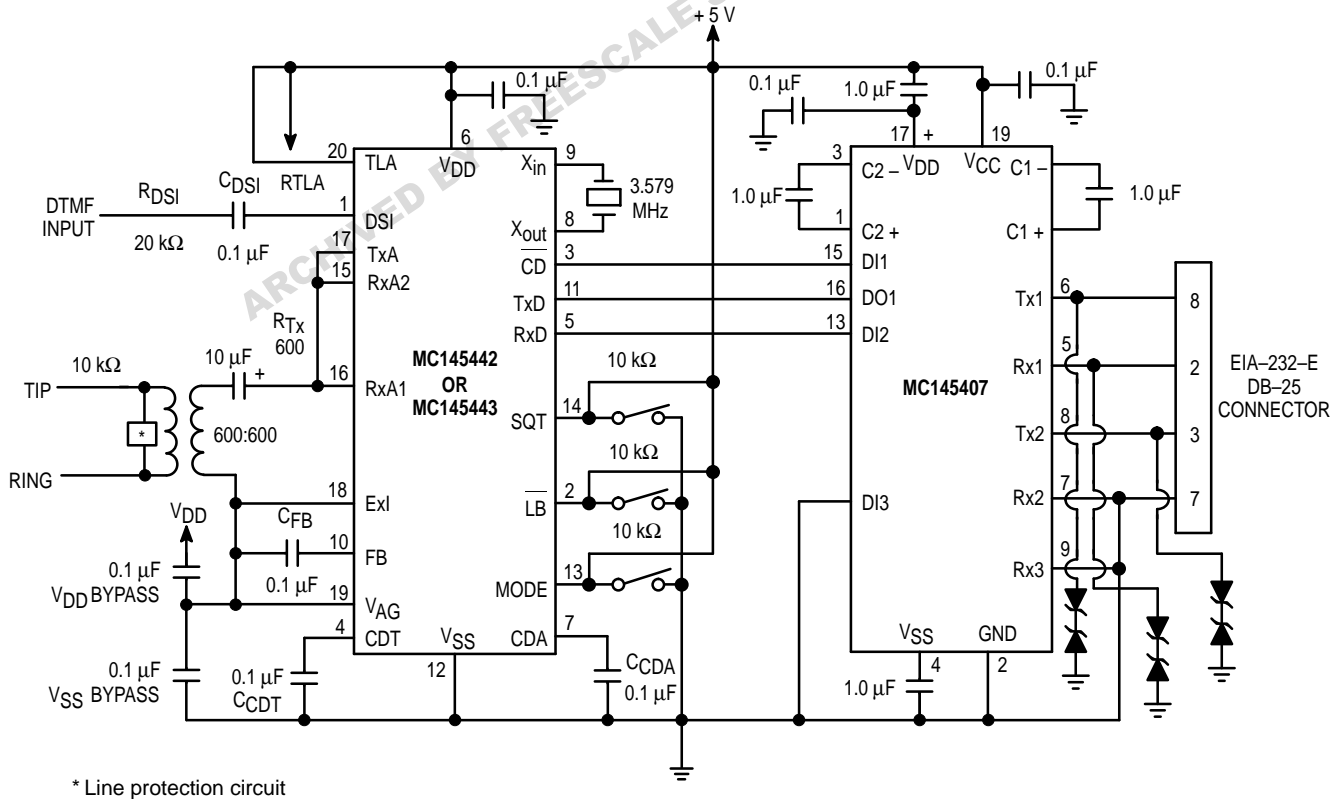 + 5 V
0.1 µF
0.1 µF
1.0 µF
0.1 µF
6
17
+
19
20
TLA
VDD
Xin
9
3
C2 –
VDD
VCC
C1 –
RTLA
3.579
MHz
1.0 µF
1.0 µF
DTMF
INPUT
RDSI
CDSI
20 kΩ
0.1 µF
1
DSI
Xout
8
1
C2 +
C1 +
17
TxA
CD
3
15
DI1
15
RxA2
TxD
11
16
DO1
Tx1
6
8
RTx
600
RxD
5
13
DI2
MC145442
OR
MC145443
MC145407
Rx1
5
2
EIA–232–E
DB–25
CONNECTOR
TIP
10 kΩ
10 µF
+
16
RxA1
10 kΩ
SQT
14
Tx2
8
3
*
600:600
10 kΩ
RING
18
ExI
LB
2
DI3
Rx2
7
7
VDD
CFB
10
FB
0.1 µF
10 kΩ
0.1 µF
VDD BYPASS
MODE
13
Rx3
9
19
VAG
4
CDT
VSS
CDA
7
VSS
GND
12
4
2
0.1 µF
VSS BYPASS
0.1 µF
CCDT
CCDA
0.1 µF
1.0 µF
* Line protection circuit